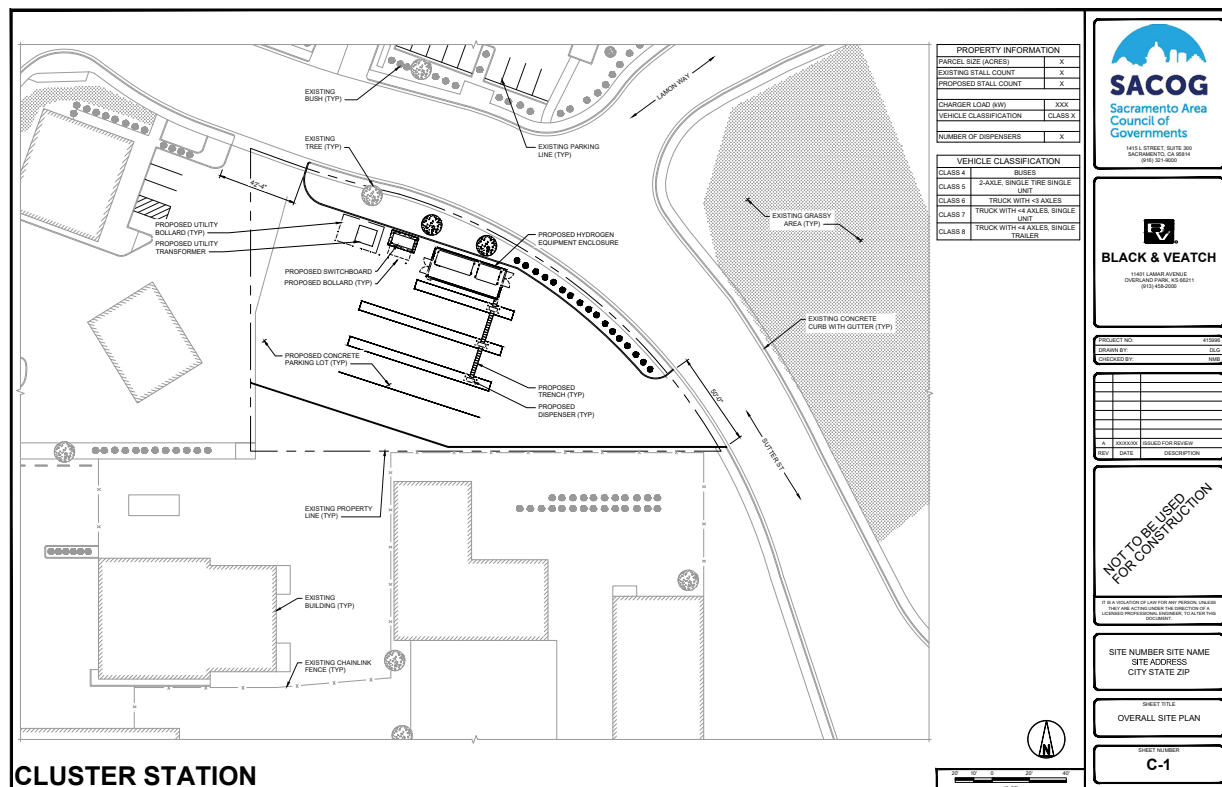 EXISTING
BUSH (TYP)
LAMON WAY
EXISTING
TREE (TYP)
EXISTING PARKING
LINE (TYP)
42'-4"
PROPOSED UTILITY
BOLLARD (TYP)
PROPOSED UTILITY
TRANSFORMER
PROPOSED HYDROGEN
EQUIPMENT ENCLOSURE
EXISTING GRASSY
AREA (TYP)
PROPOSED SWITCHBOARD
PROPOSED BOLLARD (TYP)
EXISTING CONCRETE
CURB WITH GUTTER (TYP)
PROPOSED CONCRETE
PARKING LOT (TYP)
PROPOSED
TRENCH (TYP)
PROPOSED
DISPENSER (TYP)
50'-0"
SUTTER ST
EXISTING PROPERTY
LINE (TYP)
EXISTING
BUILDING (TYP)
EXISTING CHAINLINK
FENCE (TYP)
CLUSTER STATION
N
20' 10' 0 20' 40'
PROPERTY INFORMATION
PARCEL SIZE (ACRES) X
EXISTING STALL COUNT X
PROPOSED STALL COUNT X
CHARGER LOAD (kW) XXX
VEHICLE CLASSIFICATION CLASS X
NUMBER OF DISPENSERS X
VEHICLE CLASSIFICATION
CLASS 4 BUSES
CLASS 5 2-AXLE, SINGLE TIRE SINGLE
UNIT
CLASS 6 TRUCK WITH <3 AXLES
CLASS 7 TRUCK WITH <4 AXLES, SINGLE
UNIT
CLASS 8 TRUCK WITH <4 AXLES, SINGLE
TRAILER
SACOG
Sacramento Area
Council of
Governments
1415 L STREET, SUITE 300
SACRAMENTO, CA 95814
(916) 321-9000
BV
BLACK & VEATCH
11401 LAMAR AVENUE
OVERLAND PARK, KS 66211
(913) 458-2000
PROJECT NO: 415996
DRAWN BY: DLG
CHECKED BY: NMB
A XX/XX/XX ISSUED FOR REVIEW
REV DATE DESCRIPTION
NOT TO BE USED
FOR CONSTRUCTION
IT IS A VIOLATION OF LAW FOR ANY PERSON, UNLESS
THEY ARE ACTING UNDER THE DIRECTION OF A
LICENSED PROFESSIONAL ENGINEER, TO ALTER THIS
DOCUMENT.
SITE NUMBER SITE NAME
SITE ADDRESS
CITY STATE ZIP
SHEET TITLE
OVERALL SITE PLAN
SHEET NUMBER
C-1